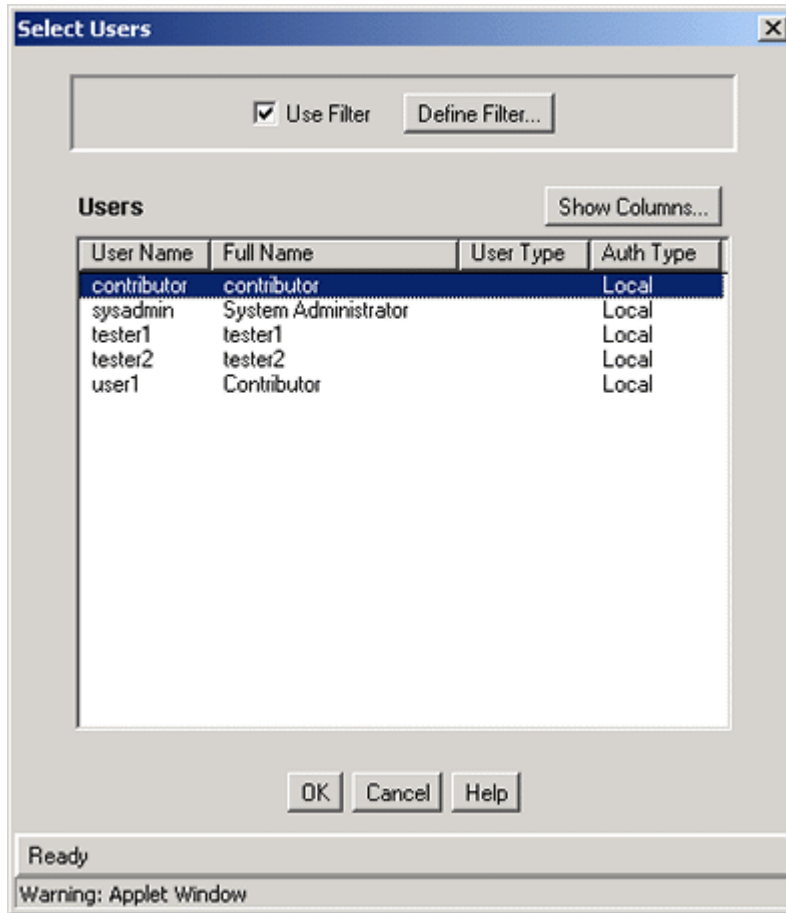 Select Users
Use Filter Define Filter...
Users Show Columns...
User Name Full Name User Type Auth Type
contributor contributor Local
sysadmin System Administrator Local
tester1 tester1 Local
tester2 tester2 Local
user1 Contributor Local
OK Cancel Help
Ready
Warning: Applet Window